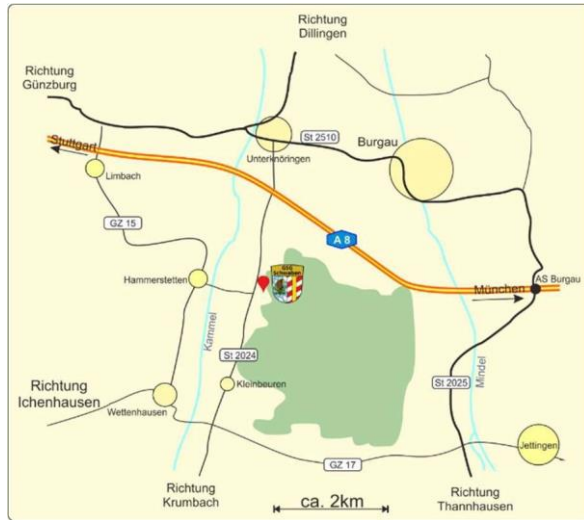 Richtung
Dillingen
Richtung
Günzburg
Stuttgart
St 2510
Burgau
Unterknöringen
Limbach
GZ 15
A 8
Hammerstetten
Schwaben
München
AS Burgau
Kammel
St 2024
Kleinbeuren
St 2025
Mindel
Richtung
Ichenhausen
Wettenhausen
Jettingen
GZ 17
Richtung
Krumbach
ca. 2km
Richtung
Thannhausen